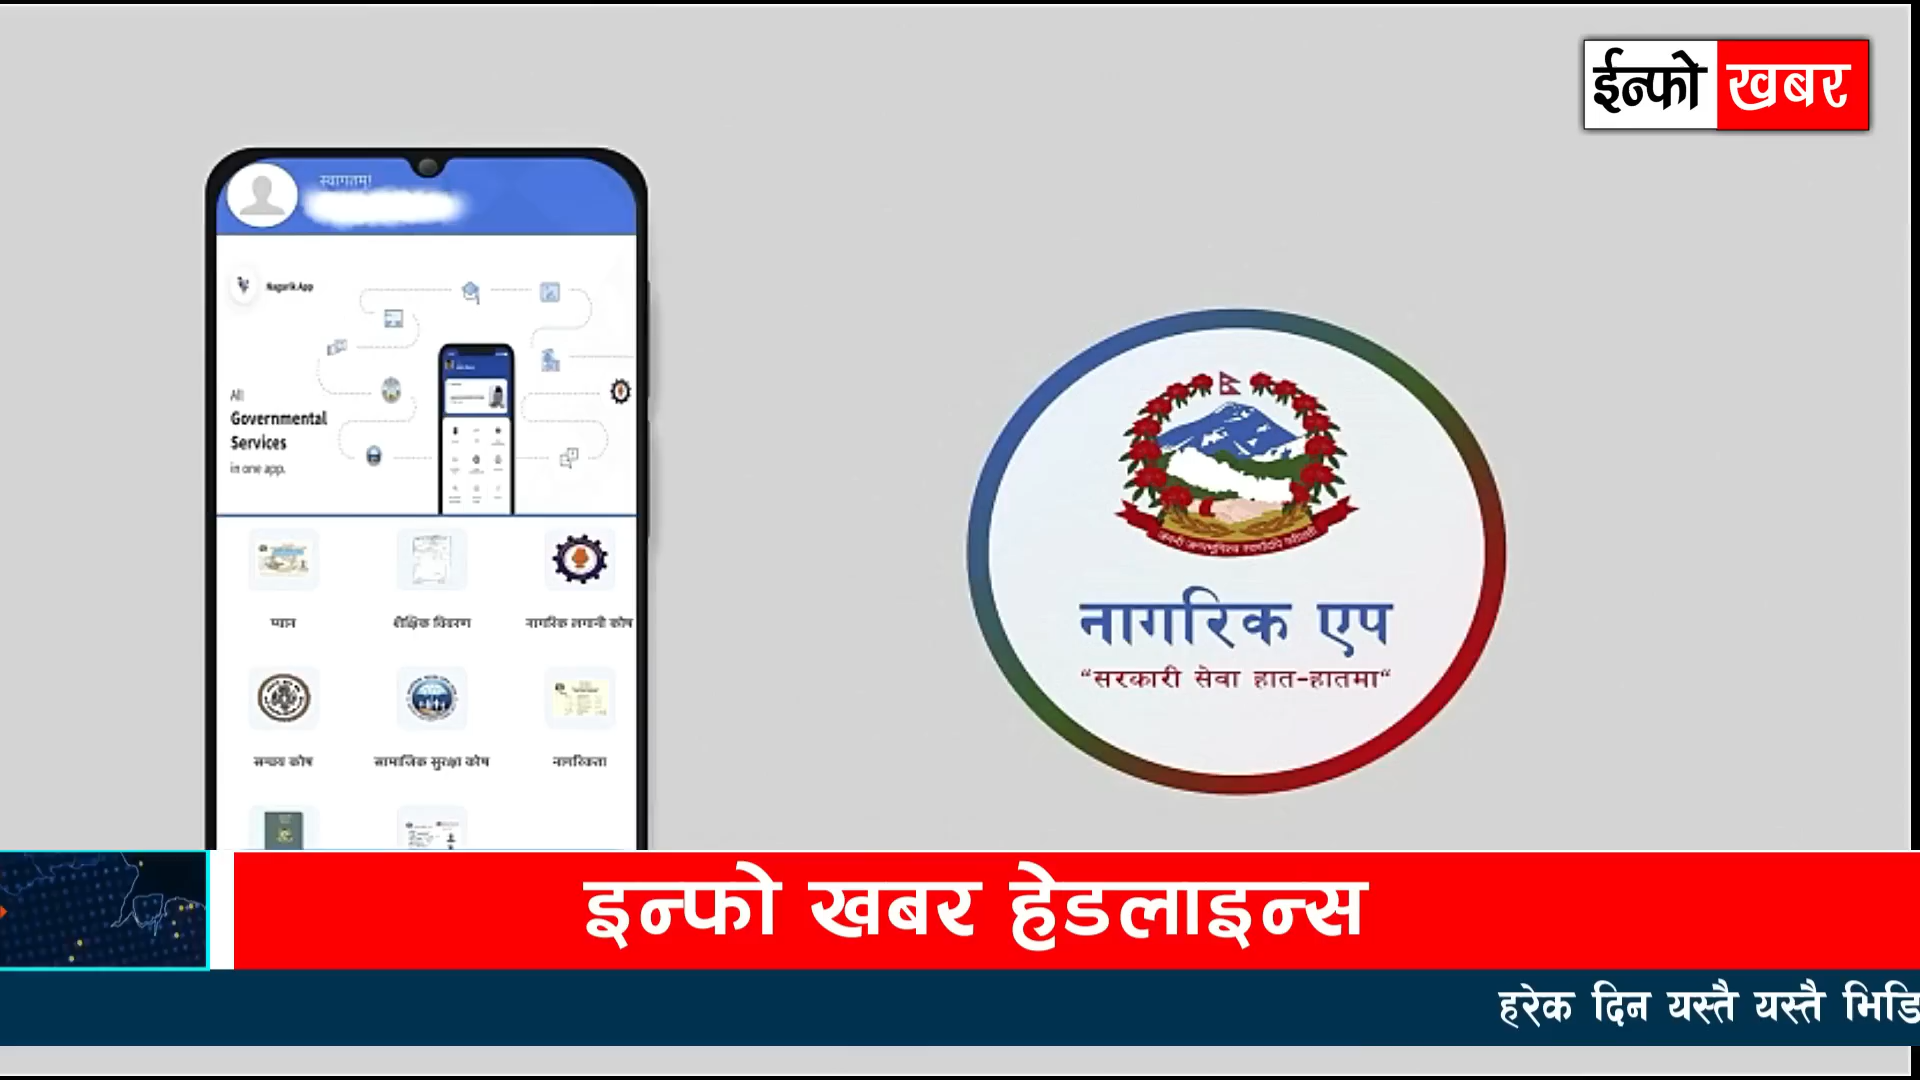 ईन्फो खबर
स्वागतम्!
Nagarik App
All
Governmental
Services
in one app.
प्यान
शैक्षिक विवरण
नागरिक लगानी कोष
सञ्चय कोष
सामाजिक सुरक्षा कोष
नागरिकता
नागरिक एप
“सरकारी सेवा हात-हातमा“
इन्फो खबर हेडलाइन्स
हरेक दिन यस्तै यस्तै भिडि